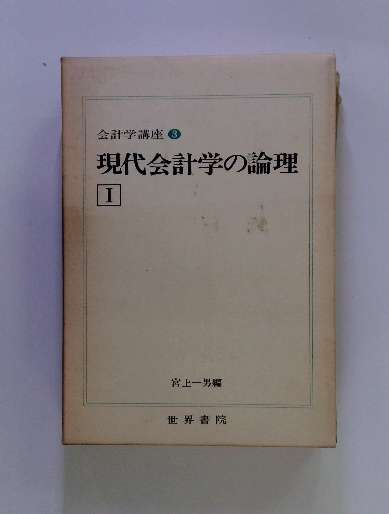 会計学講座 3
現代会計学の論理
I
宮上一男編
世界書院